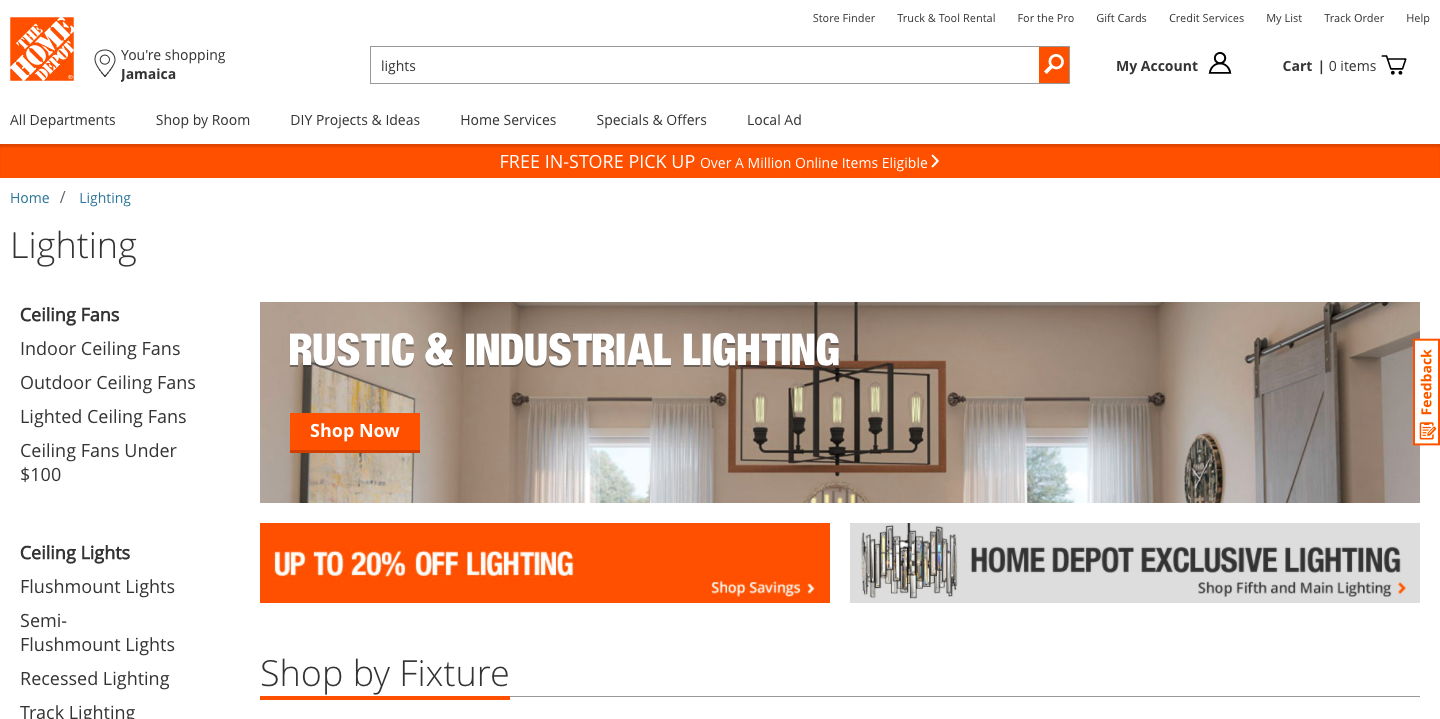 Store Finder
Truck & Tool Rental
For the Pro
Gift Cards
Credit Services
My List
Track Order
Help
THE
HOME
DEPOT
You're shopping
Jamaica
lights
My Account
Cart | 0 items
All Departments
Shop by Room
DIY Projects & Ideas
Home Services
Specials & Offers
Local Ad
FREE IN-STORE PICK UP Over A Million Online Items Eligible
Home / Lighting
Lighting
Ceiling Fans
Indoor Ceiling Fans
Outdoor Ceiling Fans
Lighted Ceiling Fans
Ceiling Fans Under
$100
Ceiling Lights
Flushmount Lights
Semi-
Flushmount Lights
Recessed Lighting
Track Lighting
RUSTIC & INDUSTRIAL LIGHTING
Shop Now
UP TO 20% OFF LIGHTING
Shop Savings
HOME DEPOT EXCLUSIVE LIGHTING
Shop Fifth and Main Lighting
Shop by Fixture
Feedback